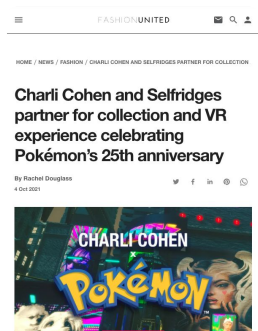 FASHIONUNITED
HOME / NEWS / FASHION / CHARLI COHEN AND SELFRIDGES PARTNER FOR COLLECTION
Charli Cohen and Selfridges
partner for collection and VR
experience celebrating
Pokémon's 25th anniversary
By Rachel Douglass
4 Oct 2021
CHARLI COHEN
POKéMON